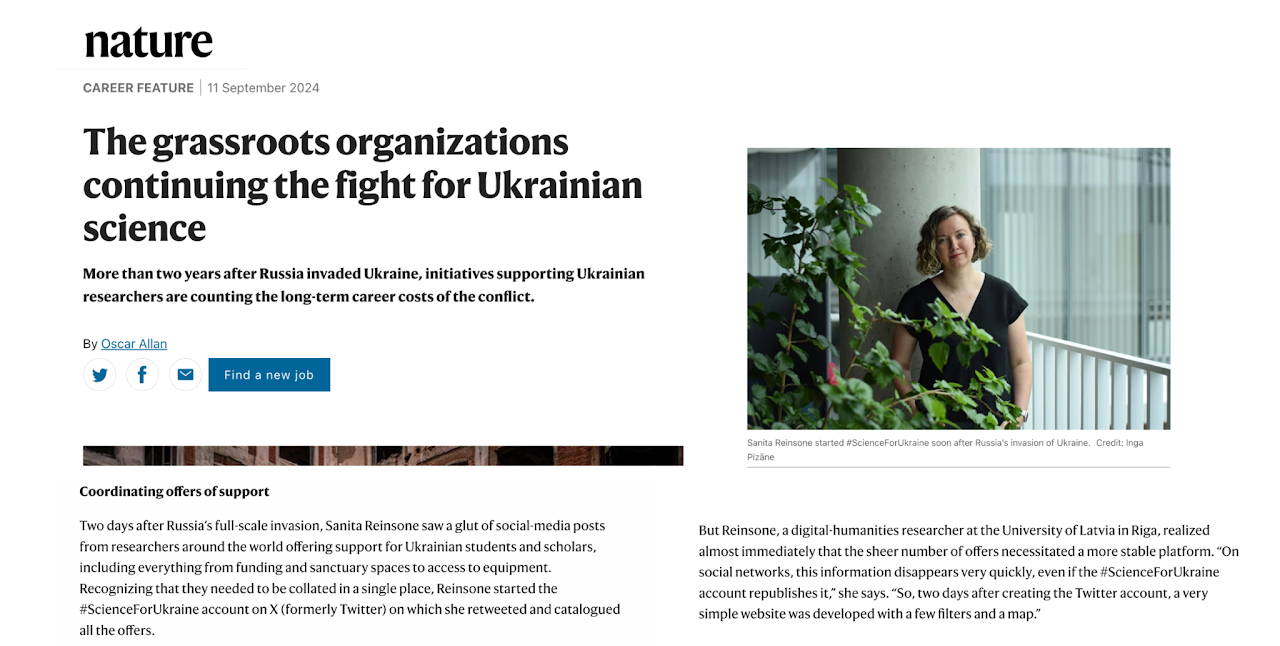 nature
CAREER FEATURE | 11 September 2024
The grassroots organizations
continuing the fight for Ukrainian
science
More than two years after Russia invaded Ukraine, initiatives supporting Ukrainian
researchers are counting the long-term career costs of the conflict.
By Oscar Allan
Find a new job
Sanita Reinsone started #ScienceForUkraine soon after Russia's invasion of Ukraine. Credit: Inga
Pizāne
Coordinating offers of support
Two days after Russia’s full-scale invasion, Sanita Reinsone saw a glut of social-media posts
from researchers around the world offering support for Ukrainian students and scholars,
including everything from funding and sanctuary spaces to access to equipment.
Recognizing that they needed to be collated in a single place, Reinsone started the
#ScienceForUkraine account on X (formerly Twitter) on which she retweeted and catalogued
all the offers.
But Reinsone, a digital-humanities researcher at the University of Latvia in Riga, realized
almost immediately that the sheer number of offers necessitated a more stable platform. “On
social networks, this information disappears very quickly, even if the #ScienceForUkraine
account republishes it,” she says. “So, two days after creating the Twitter account, a very
simple website was developed with a few filters and a map.”